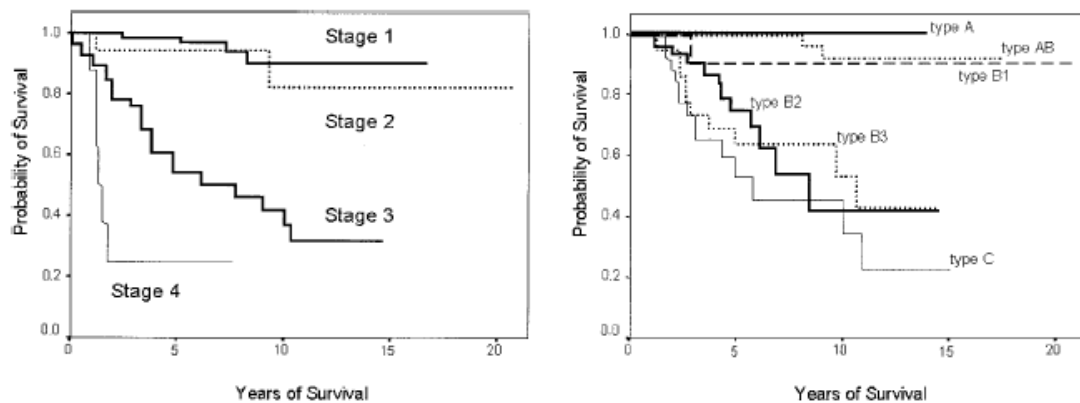 1.0
0.8
0.6
0.4
0.2
0.0
0
5
10
15
20
Probability of Survival
Years of Survival
Stage 1
Stage 2
Stage 3
Stage 4
1.0
0.8
0.6
0.4
0.2
0.0
0
5
10
15
20
Probability of Survival
Years of Survival
type A
type AB
type B1
type B2
type B3
type C